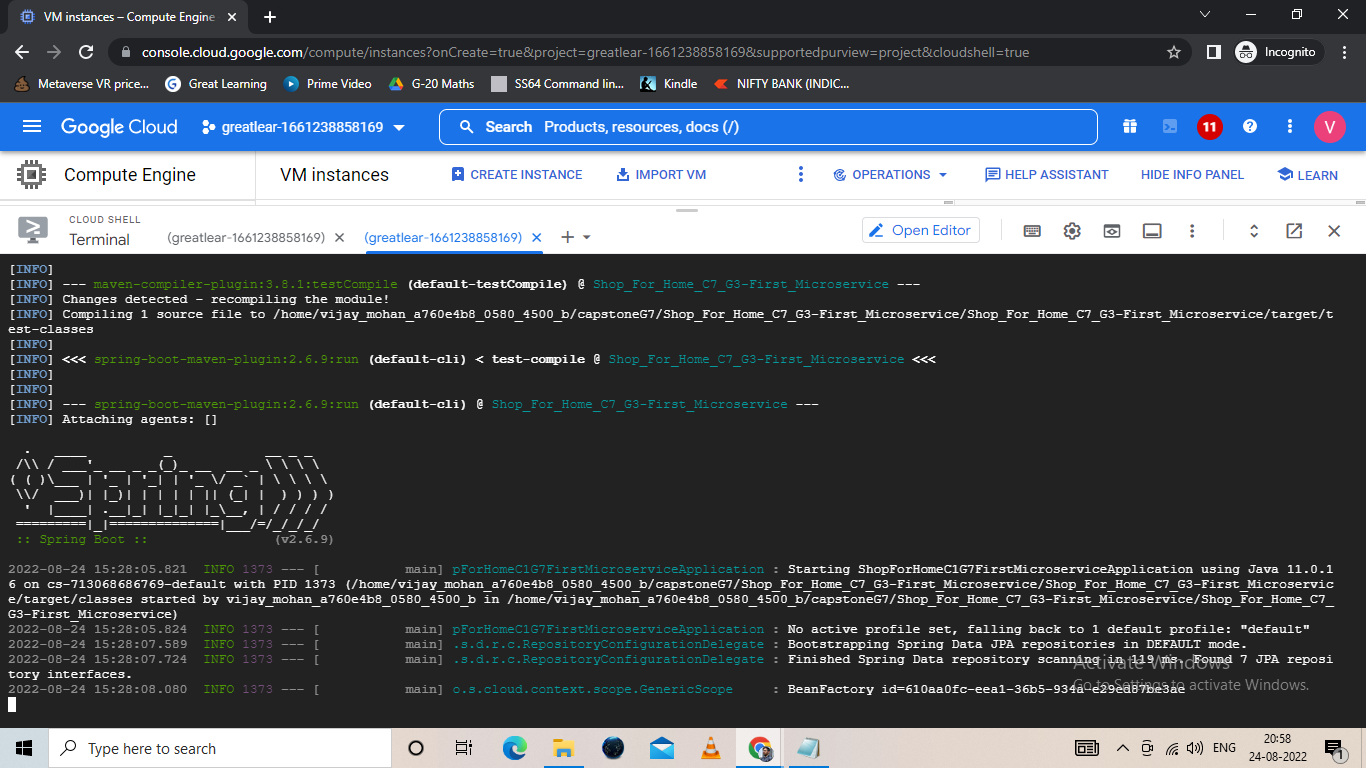 VM instances – Compute Engine
console.cloud.google.com/compute/instances?onCreate=true&project=greatlear-1661238858169&supportedpurview=project&cloudshell=true
Incognito
Metaverse VR price... Great Learning Prime Video G-20 Maths SS64 Command lin... Kindle NIFTY BANK (INDIC...
Google Cloud greatlear-1661238858169 Search Products, resources, docs (/) 11 V
Compute Engine VM instances CREATE INSTANCE IMPORT VM OPERATIONS HELP ASSISTANT HIDE INFO PANEL LEARN
CLOUD SHELL
Terminal (greatlear-1661238858169) (greatlear-1661238858169) Open Editor
[INFO]
[INFO] --- maven-compiler-plugin:3.8.1:testCompile (default-testCompile) @ Shop_For_Home_C7_G3-First_Microservice ---
[INFO] Changes detected - recompiling the module!
[INFO] Compiling 1 source file to /home/vijay_mohan_a760e4b8_0580_4500_b/capstoneG7/Shop_For_Home_C7_G3-First_Microservice/Shop_For_Home_C7_G3-First_Microservice/target/t
est-classes
[INFO]
[INFO] <<< spring-boot-maven-plugin:2.6.9:run (default-cli) < test-compile @ Shop_For_Home_C7_G3-First_Microservice <<<
[INFO]
[INFO]
[INFO] --- spring-boot-maven-plugin:2.6.9:run (default-cli) @ Shop_For_Home_C7_G3-First_Microservice ---
[INFO] Attaching agents: []
Spring
:: Spring Boot :: (v2.6.9)
2022-08-24 15:28:05.821 INFO 1373 --- [ main] pForHomeC1G7FirstMicroserviceApplication : Starting ShopForHomeC1G7FirstMicroserviceApplication using Java 11.0.1
6 on cs-713068686769-default with PID 1373 (/home/vijay_mohan_a760e4b8_0580_4500_b/capstoneG7/Shop_For_Home_C7_G3-First_Microservice/Shop_For_Home_C7_G3-First_Microservic
e/target/classes started by vijay_mohan_a760e4b8_0580_4500_b in /home/vijay_mohan_a760e4b8_0580_4500_b/capstoneG7/Shop_For_Home_C7_G3-First_Microservice/Shop_For_Home_C7_
G3-First_Microservice)
2022-08-24 15:28:05.824 INFO 1373 --- [ main] pForHomeC1G7FirstMicroserviceApplication : No active profile set, falling back to 1 default profile: "default"
2022-08-24 15:28:07.589 INFO 1373 --- [ main] .s.d.r.c.RepositoryConfigurationDelegate : Bootstrapping Spring Data JPA repositories in DEFAULT mode.
2022-08-24 15:28:07.724 INFO 1373 --- [ main] .s.d.r.c.RepositoryConfigurationDelegate : Finished Spring Data repository scanning in 119 ms. Found 7 JPA reposi
tory interfaces.
2022-08-24 15:28:08.080 INFO 1373 --- [ main] o.s.cloud.context.scope.GenericScope : BeanFactory id=610aa0fc-eea1-36b5-934a-e29ed87be3ae
Activate Windows
Go to Settings to activate Windows.
Type here to search
ENG
20:58
24-08-2022
1